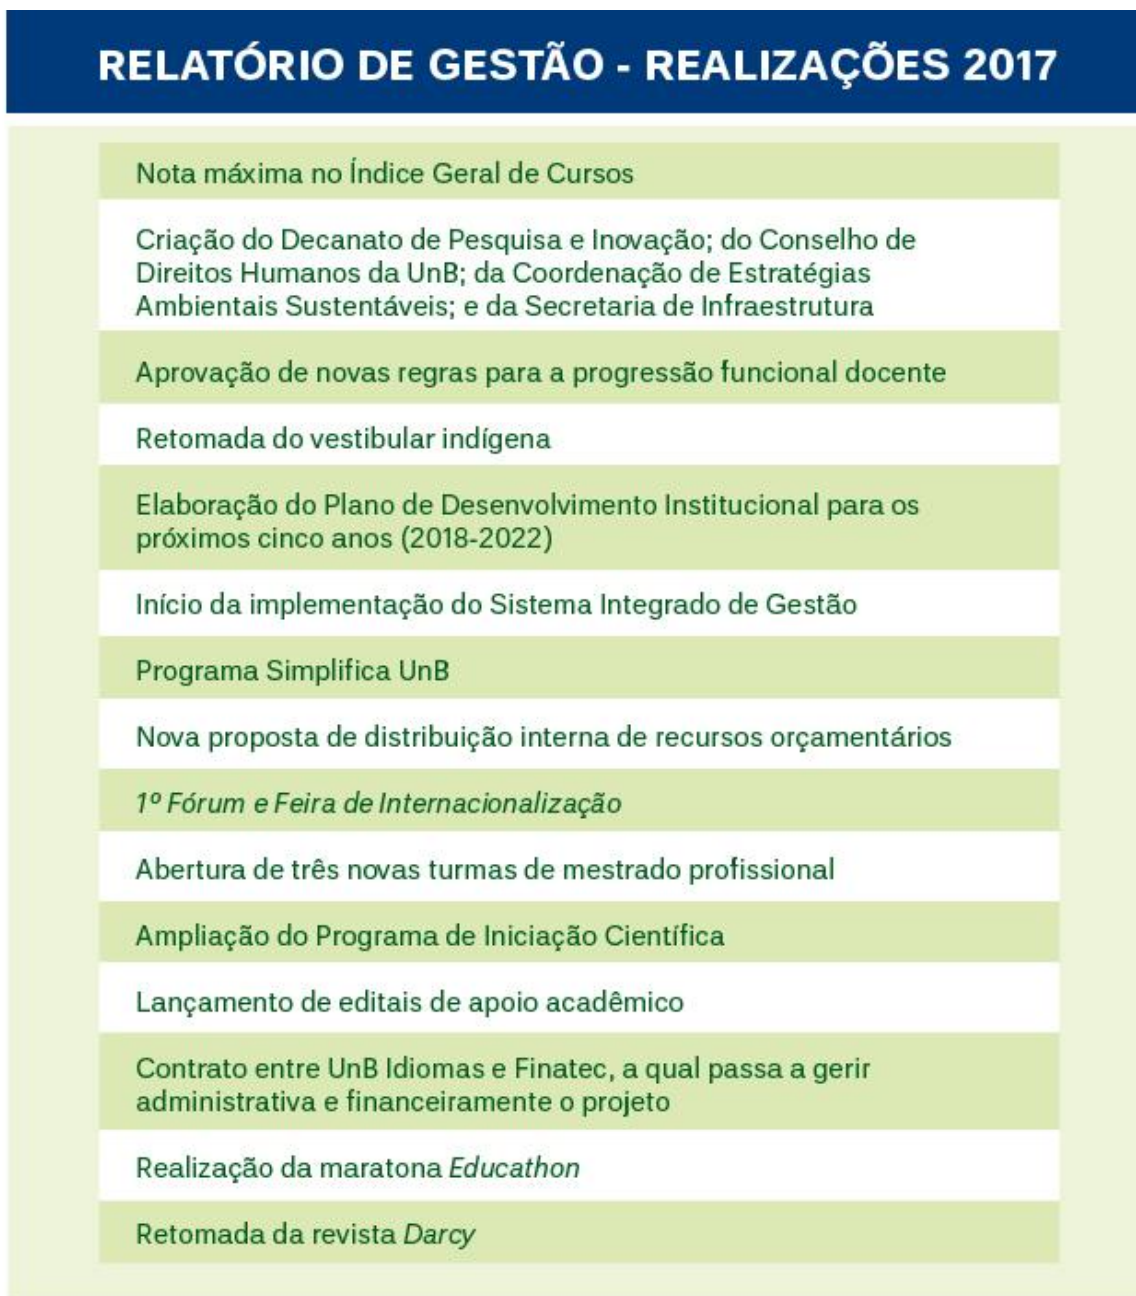 RELATÓRIO DE GESTÃO - REALIZAÇÕES 2017
Nota máxima no Índice Geral de Cursos
Criação do Decanato de Pesquisa e Inovação; do Conselho de
Direitos Humanos da UnB; da Coordenação de Estratégias
Ambientais Sustentáveis; e da Secretaria de Infraestrutura
Aprovação de novas regras para a progressão funcional docente
Retomada do vestibular indígena
Elaboração do Plano de Desenvolvimento Institucional para os
próximos cinco anos (2018-2022)
Início da implementação do Sistema Integrado de Gestão
Programa Simplifica UnB
Nova proposta de distribuição interna de recursos orçamentários
1º Fórum e Feira de Internacionalização
Abertura de três novas turmas de mestrado profissional
Ampliação do Programa de Iniciação Científica
Lançamento de editais de apoio acadêmico
Contrato entre UnB Idiomas e Finatec, a qual passa a gerir
administrativa e financeiramente o projeto
Realização da maratona Educathon
Retomada da revista Darcy